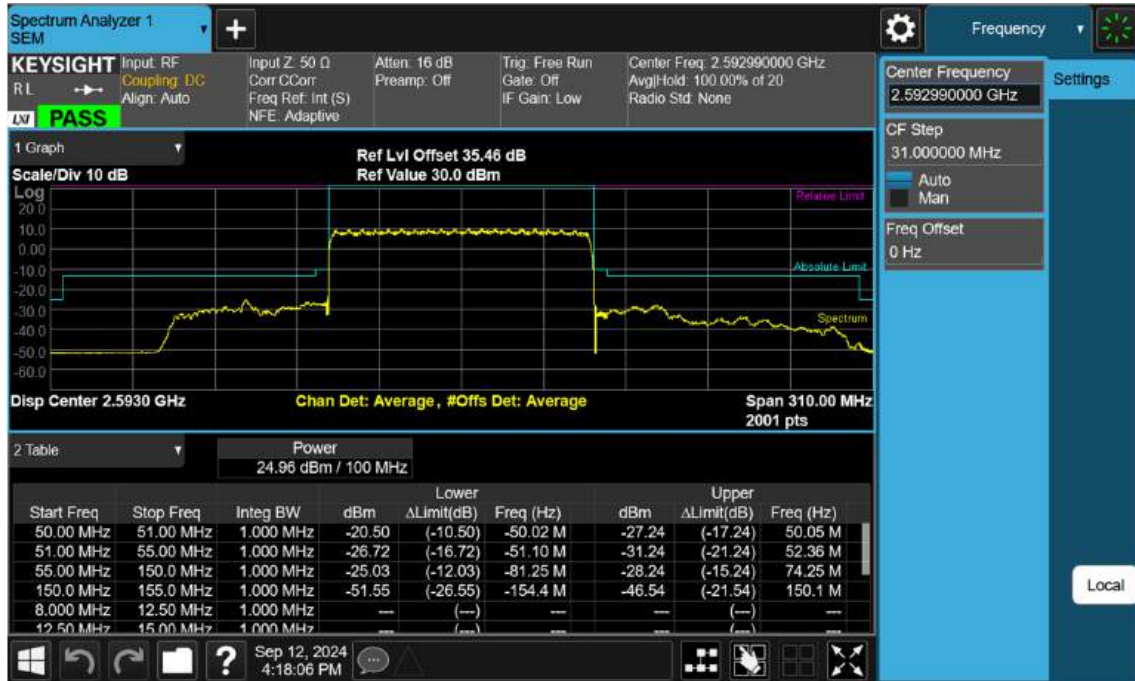 Spectrum Analyzer 1
SEM
Frequency
KEYSIGHT
R L
LXI
PASS
Input: RF
Coupling: DC
Align: Auto
Input Z: 50 Ω
Corr CCorr
Freq Ref: Int (S)
NFE: Adaptive
Atten: 16 dB
Preamp: Off
Trig: Free Run
Gate: Off
IF Gain: Low
Center Freq: 2.592990000 GHz
Avg|Hold: 100.00% of 20
Radio Std: None
Center Frequency
2.592990000 GHz
Settings
CF Step
31.000000 MHz
Auto
Man
Freq Offset
0 Hz
Local
1 Graph
Scale/Div 10 dB
Ref Lvl Offset 35.46 dB
Ref Value 30.0 dBm
Log
20.0
10.0
0.00
-10.0
-20.0
-30.0
-40.0
-50.0
-60.0
Relative Limit
Absolute Limit
Spectrum
Disp Center 2.5930 GHz
Chan Det: Average, #Offs Det: Average
Span 310.00 MHz
2001 pts
2 Table
Power
24.96 dBm / 100 MHz
Lower Upper
Start Freq Stop Freq Integ BW dBm ΔLimit(dB) Freq (Hz) dBm ΔLimit(dB) Freq (Hz)
50.00 MHz 51.00 MHz 1.000 MHz -20.50 (-10.50) -50.02 M -27.24 (-17.24) 50.05 M
51.00 MHz 55.00 MHz 1.000 MHz -26.72 (-16.72) -51.10 M -31.24 (-21.24) 52.36 M
55.00 MHz 150.0 MHz 1.000 MHz -25.03 (-12.03) -81.25 M -28.24 (-15.24) 74.25 M
150.0 MHz 155.0 MHz 1.000 MHz -51.55 (-26.55) -154.4 M -46.54 (-21.54) 150.1 M
8.000 MHz 12.50 MHz 1.000 MHz --- (---) --- --- (---) ---
12.50 MHz 15.00 MHz 1.000 MHz --- (---) --- --- (---) ---
?
Sep 12, 2024
4:18:06 PM